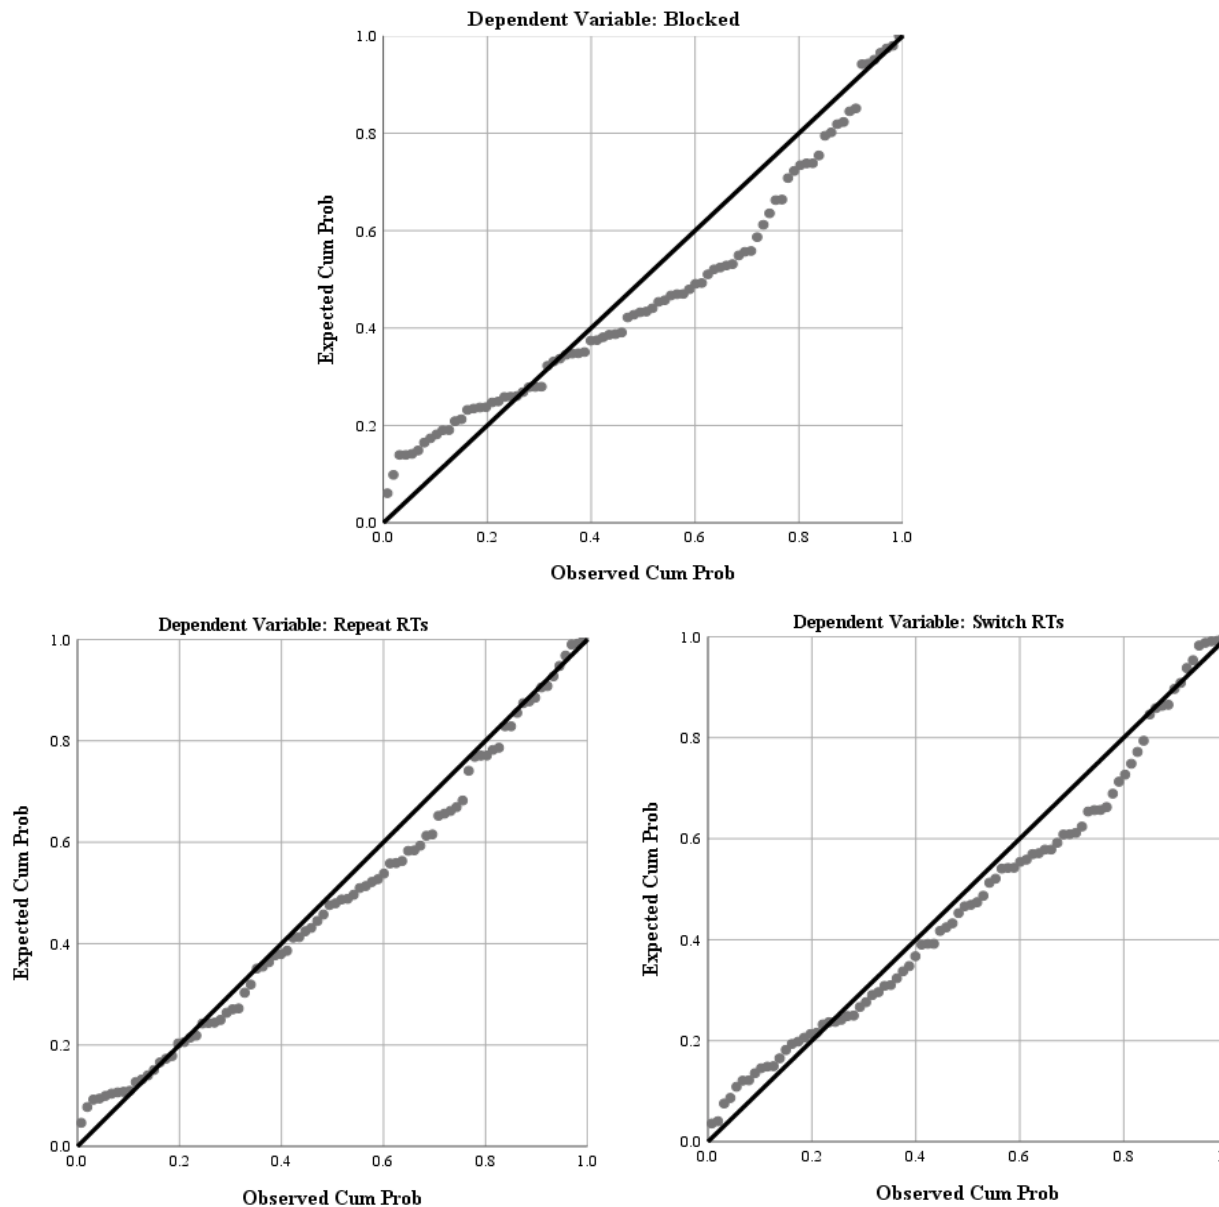 Dependent Variable: Blocked
1.0
0.8
0.6
0.4
0.2
0.0
Expected Cum Prob
0.0 0.2 0.4 0.6 0.8 1.0
Observed Cum Prob
Dependent Variable: Repeat RTs
1.0
0.8
0.6
0.4
0.2
0.0
Expected Cum Prob
0.0 0.2 0.4 0.6 0.8 1.0
Observed Cum Prob
Dependent Variable: Switch RTs
1.0
0.8
0.6
0.4
0.2
0.0
Expected Cum Prob
0.0 0.2 0.4 0.6 0.8
Observed Cum Prob